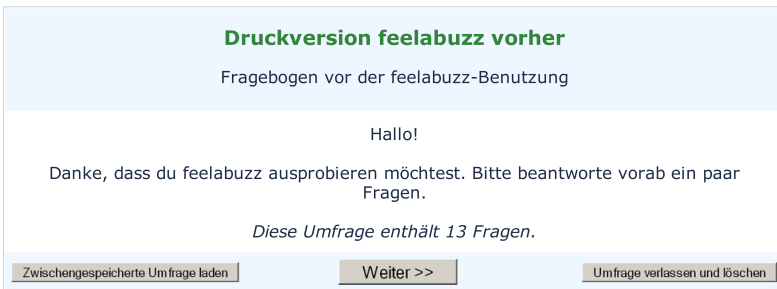 Druckversion feelabuzz vorher
Fragebogen vor der feelabuzz-Benutzung
Hallo!
Danke, dass du feelabuzz ausprobieren möchtest. Bitte beantworte vorab ein paar
Fragen.
Diese Umfrage enthält 13 Fragen.
Zwischengespeicherte Umfrage laden
Weiter >>
Umfrage verlassen und löschen